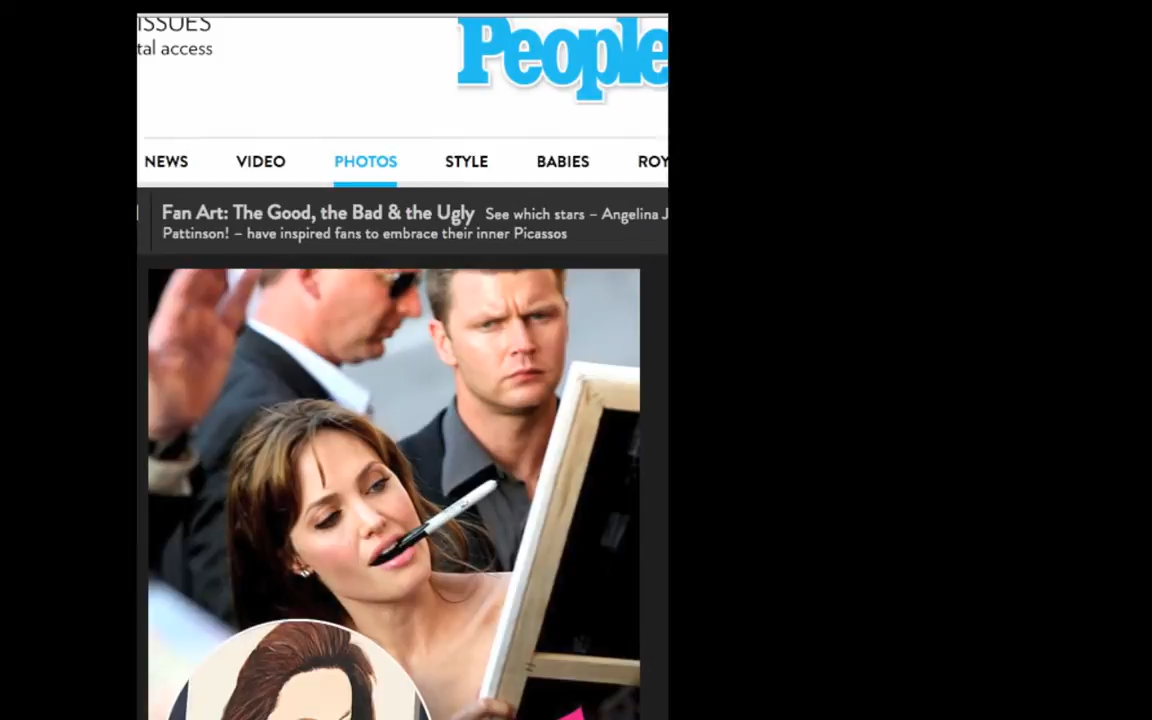 ISSUES
tal access
People
NEWS VIDEO PHOTOS STYLE BABIES ROY
Fan Art: The Good, the Bad & the Ugly See which stars – Angelina J
Pattinson! – have inspired fans to embrace their inner Picassos